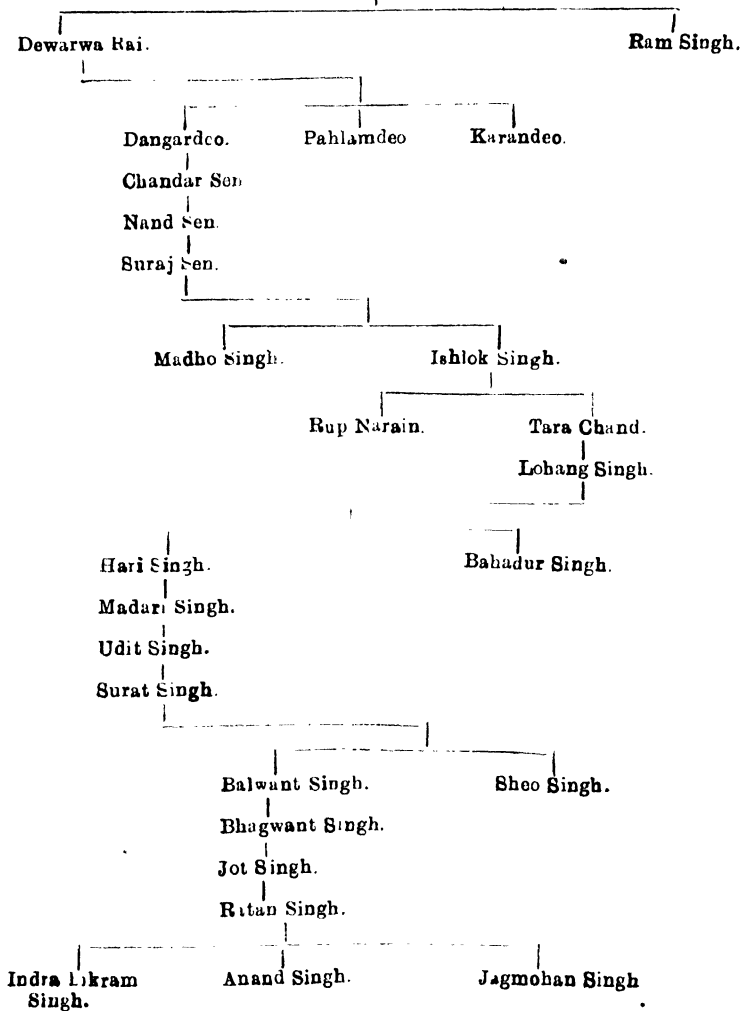 Dewarwa Rai. Ram Singh.
Dangardeo. Pahlamdeo Karandeo.
Chandar Sen
Nand Sen.
Suraj Sen.
Madho Singh. Ishlok Singh.
Rup Narain. Tara Chand.
Lohang Singh.
Hari Singh. Bahadur Singh.
Madari Singh.
Udit Singh.
Surat Singh.
Balwant Singh. Sheo Singh.
Bhagwant Singh.
Jot Singh.
Ratan Singh.
Indra Bikram Anand Singh. Jagmohan Singh
Singh.